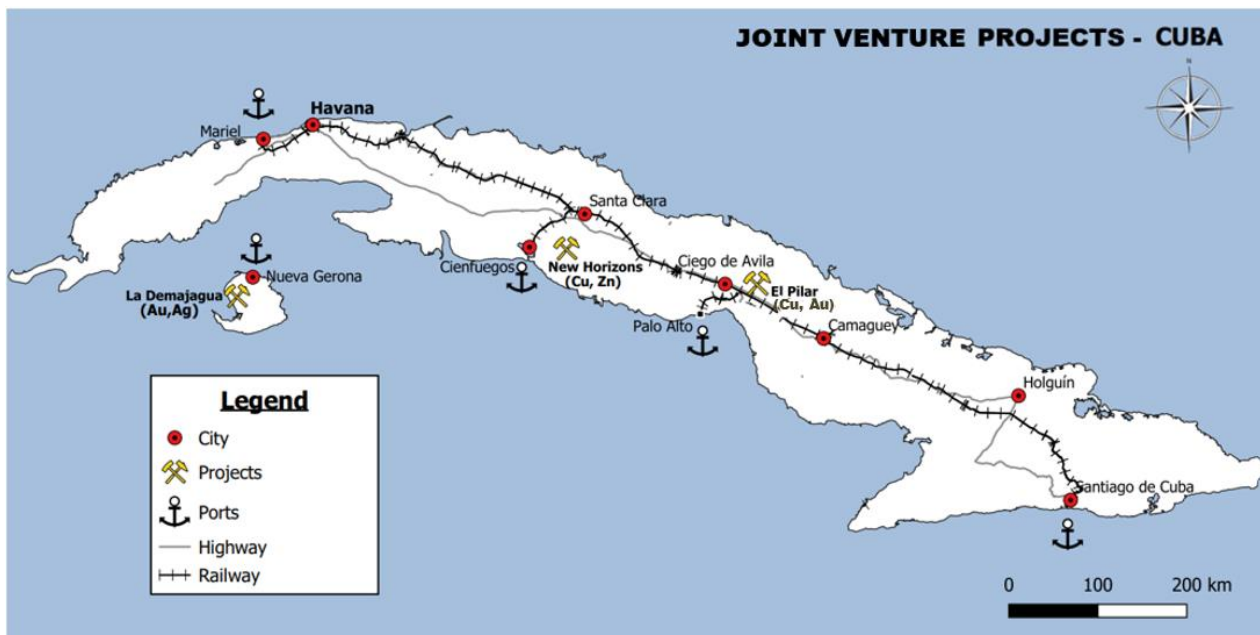 JOINT VENTURE PROJECTS - CUBA
N
Havana
Mariel
Santa Clara
Cienfuegos
New Horizons
(Cu, Zn)
Nueva Gerona
La Demajagua
(Au,Ag)
Ciego de Avila
El Pilar
(Cu, Au)
Palo Alto
Camaguey
Holguín
Santiago de Cuba
Legend
City
Projects
Ports
Highway
Railway
0 100 200 km